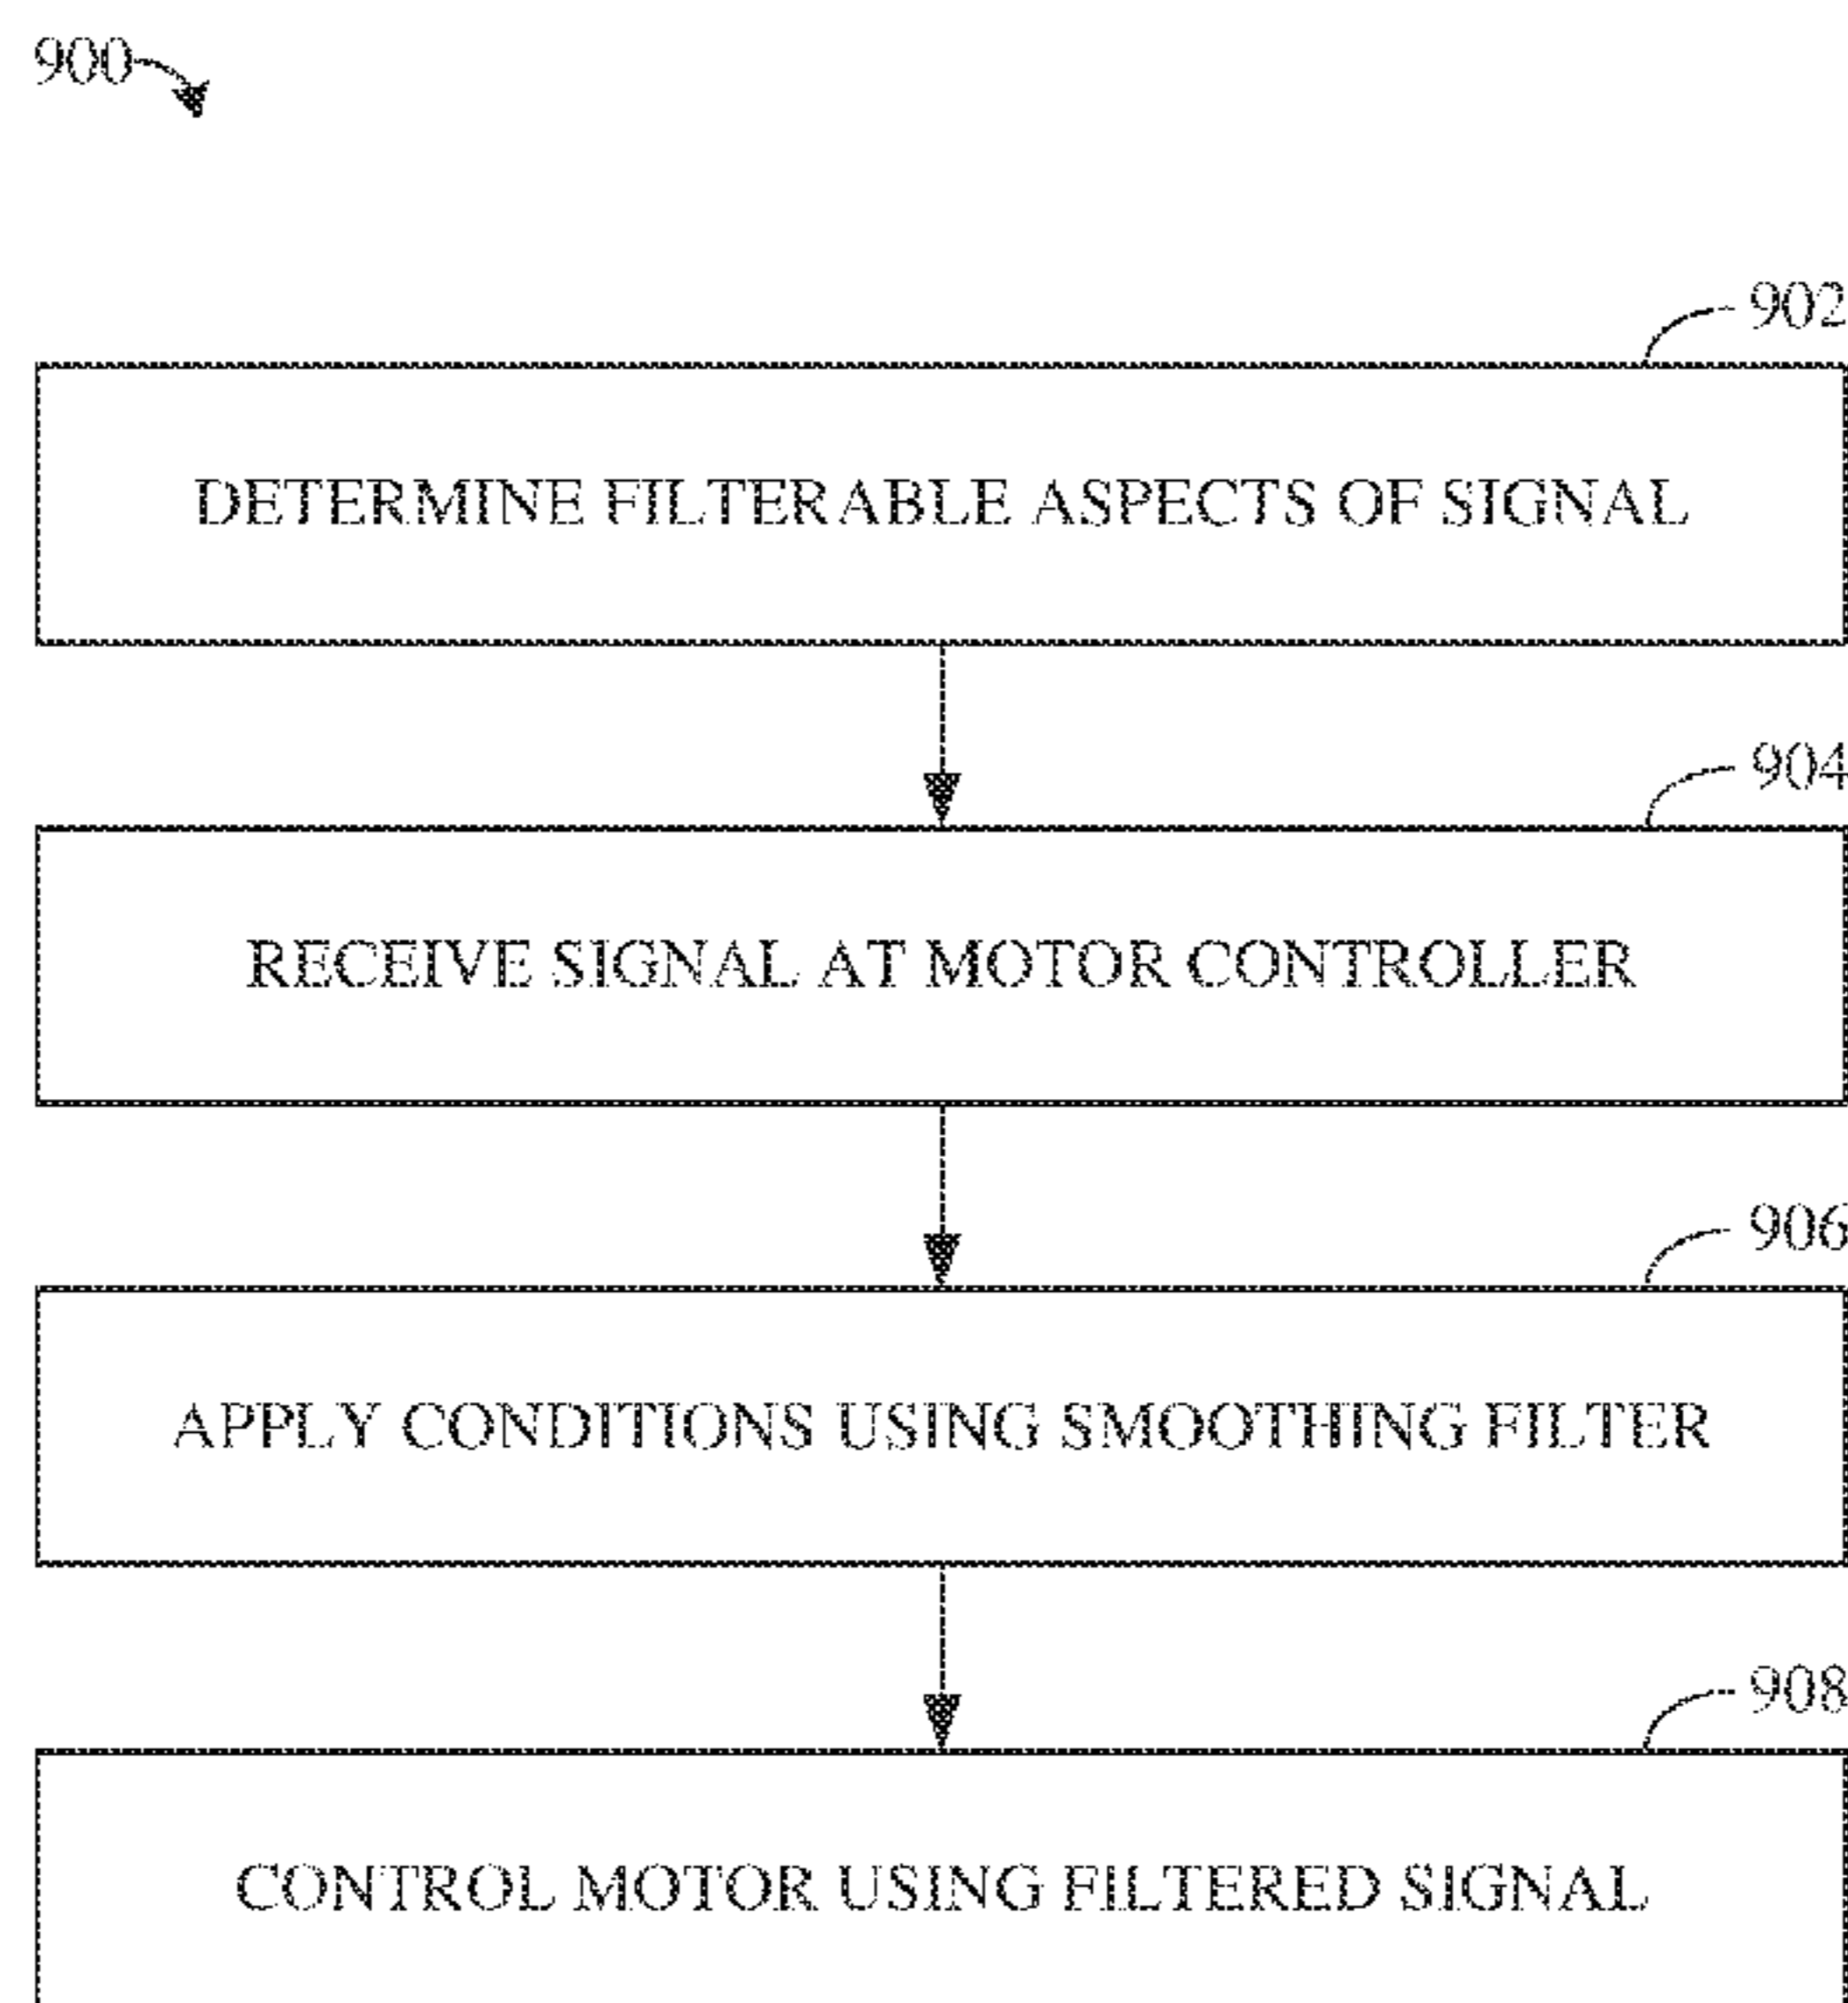 900
902
DETERMINE FILTERABLE ASPECTS OF SIGNAL
904
RECEIVE SIGNAL AT MOTOR CONTROLLER
906
APPLY CONDITIONS USING SMOOTHING FILTER
908
CONTROL MOTOR USING FILTERED SIGNAL